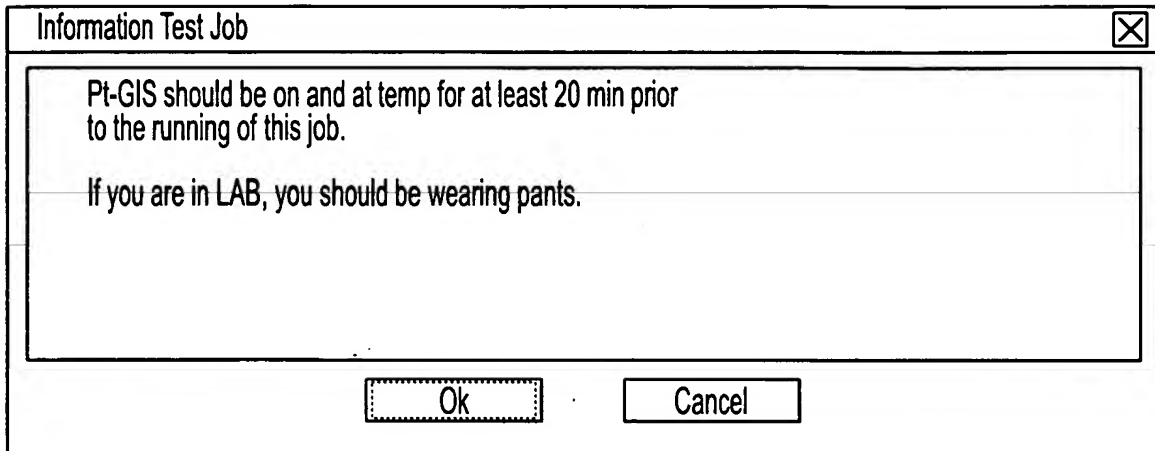 Information Test Job
Pt-GIS should be on and at temp for at least 20 min prior
to the running of this job.
If you are in LAB, you should be wearing pants.
Ok
Cancel